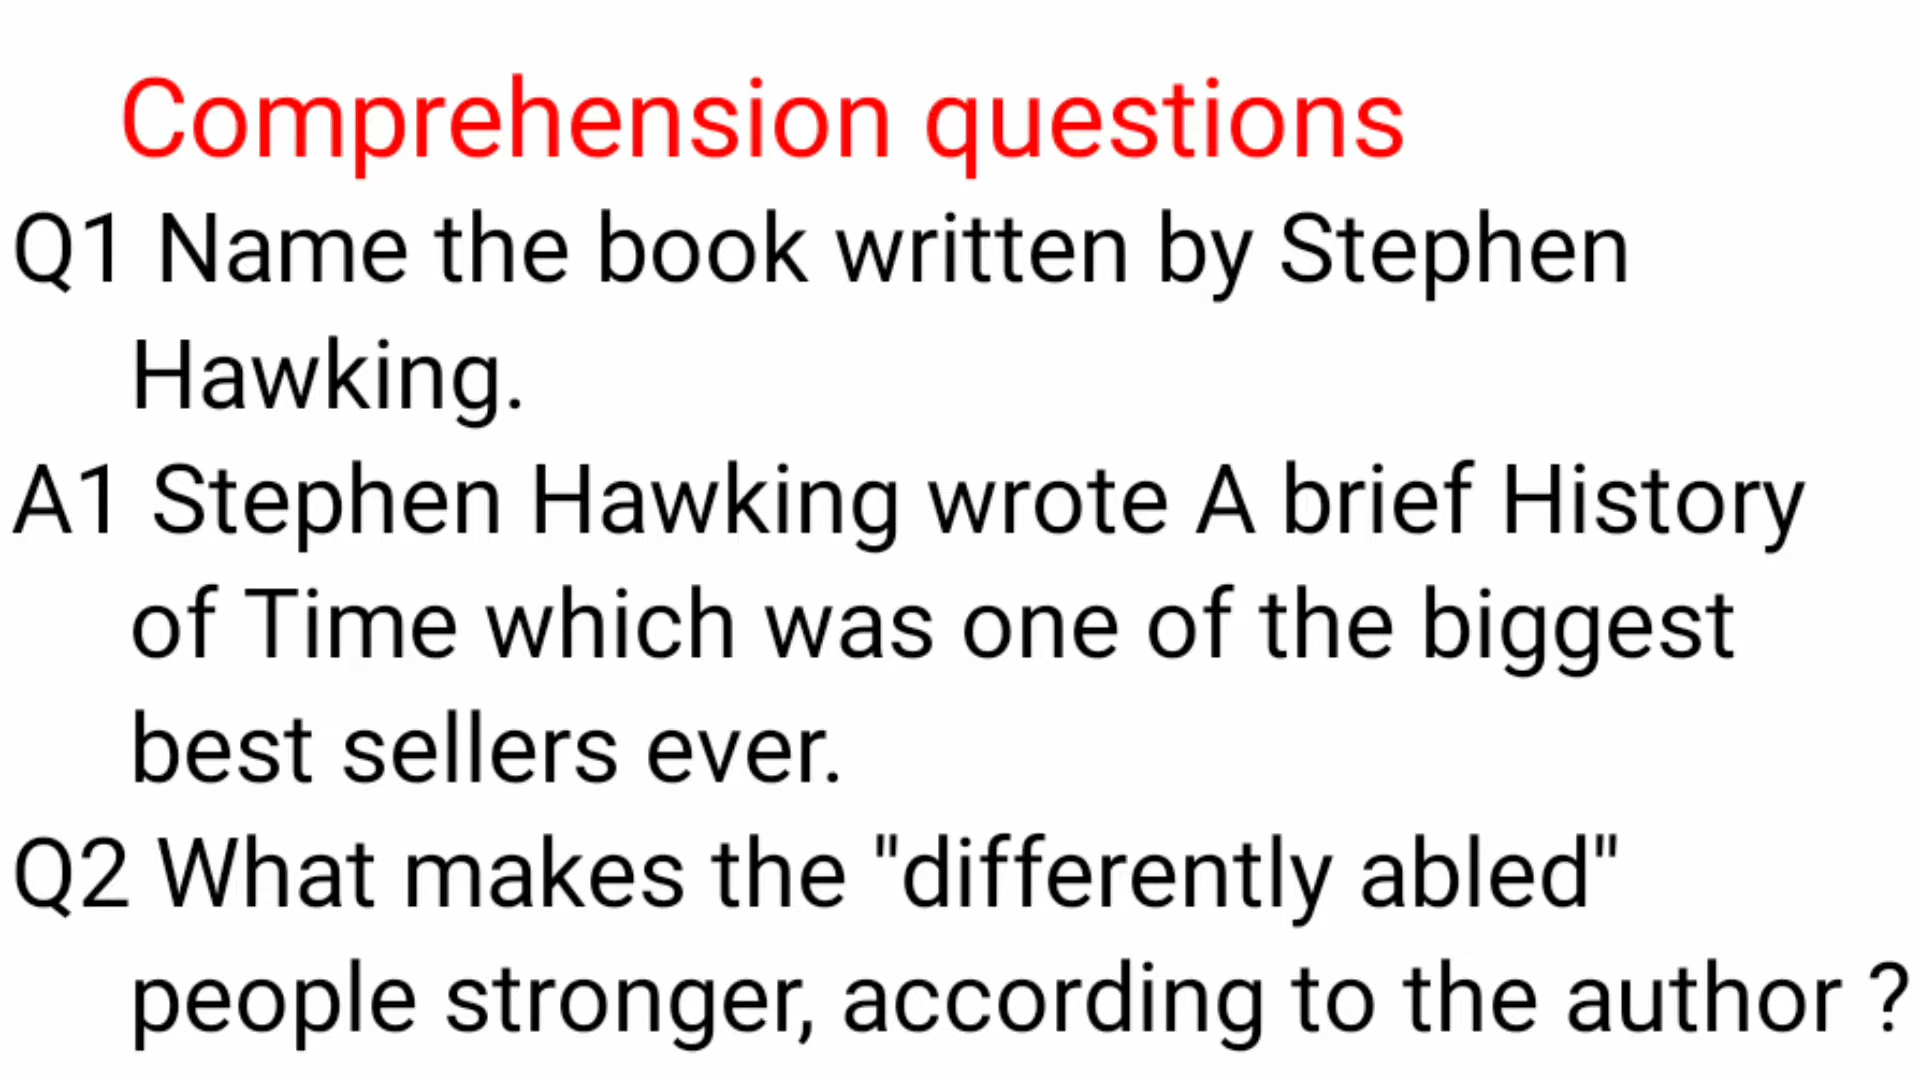 Comprehension questions
Q1 Name the book written by Stephen
Hawking.
A1 Stephen Hawking wrote A brief History
of Time which was one of the biggest
best sellers ever.
Q2 What makes the "differently abled"
people stronger, according to the author ?